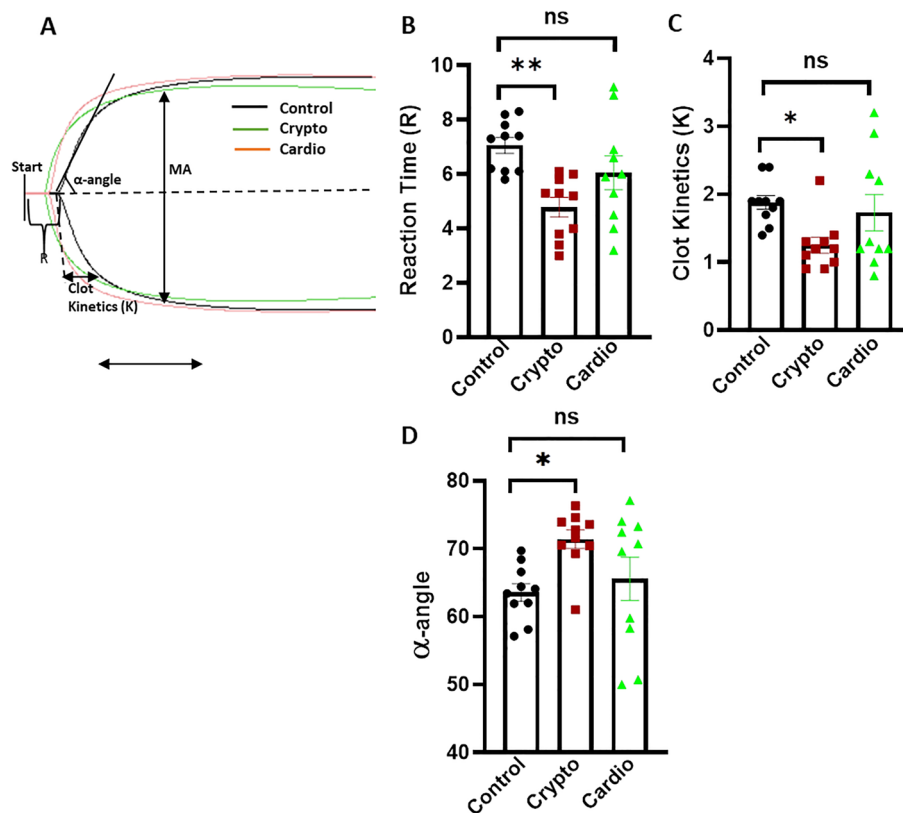 A
Control
Crypto
Cardio
Start
α-angle
MA
R
Clot
Kinetics (K)
B
ns
**
10
8
6
4
2
0
Reaction Time (R)
Control
Crypto
Cardio
C
ns
*
4
3
2
1
0
Clot Kinetics (K)
Control
Crypto
Cardio
D
ns
*
80
70
60
50
40
α-angle
Control
Crypto
Cardio